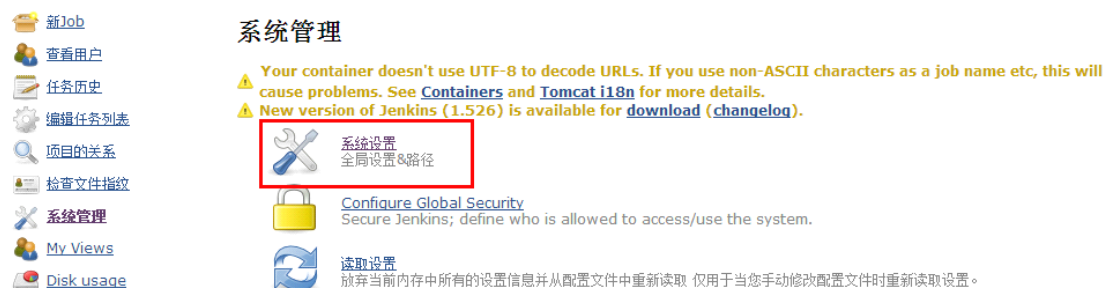 新Job
查看用户
任务历史
编辑任务列表
项目的关系
检查文件指纹
系统管理
My Views
Disk usage
系统管理
Your container doesn't use UTF-8 to decode URLs. If you use non-ASCII characters as a job name etc, this will
cause problems. See Containers and Tomcat i18n for more details.
New version of Jenkins (1.526) is available for download (changelog).
系统设置
全局设置&路径
Configure Global Security
Secure Jenkins; define who is allowed to access/use the system.
读取设置
放弃当前内存中所有的设置信息并从配置文件中重新读取 仅用于当您手动修改配置文件时重新读取设置。